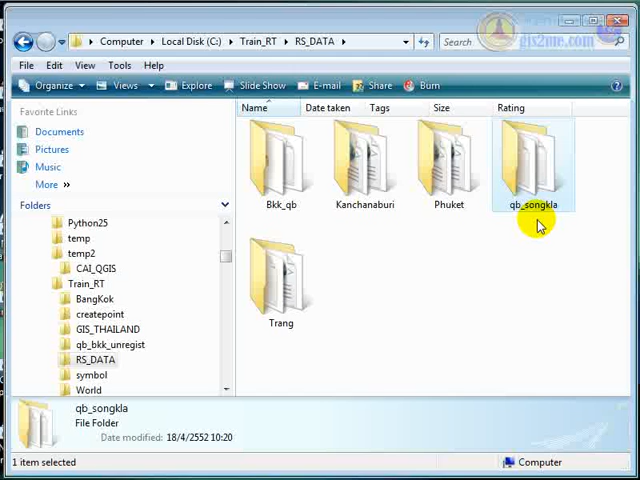 gis2me.com
Computer Local Disk (C:) Train_RT RS_DATA Search
File Edit View Tools Help
Organize Views Explore Slide Show E-mail Share Burn
Favorite Links
Documents
Pictures
Music
More »
Folders
Python25
temp
temp2
CAI_QGIS
Train_RT
BangKok
createpoint
GIS_THAILAND
qb_bkk_unregist
RS_DATA
symbol
World
Name Date taken Tags Size Rating
Bkk_qb Kanchanaburi Phuket qb_songkla
Trang
qb_songkla
File Folder
Date modified: 18/4/2552 10:20
1 item selected Computer